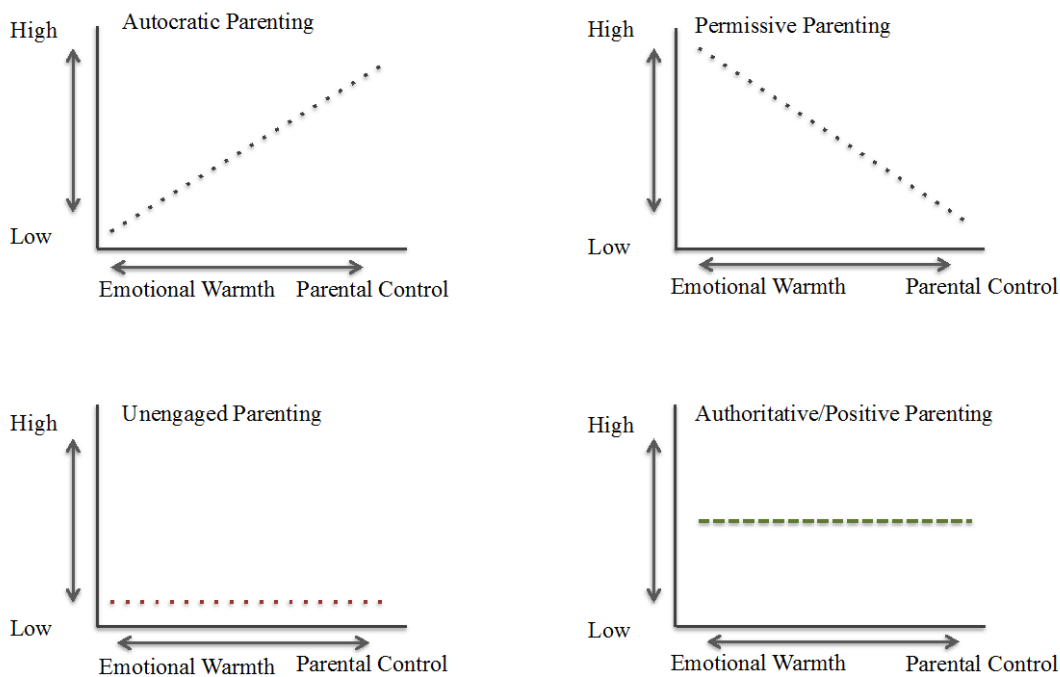 Autocratic Parenting
High
Low
Emotional Warmth Parental Control
Permissive Parenting
High
Low
Emotional Warmth Parental Control
Unengaged Parenting
High
Low
Emotional Warmth Parental Control
Authoritative/Positive Parenting
High
Low
Emotional Warmth Parental Control